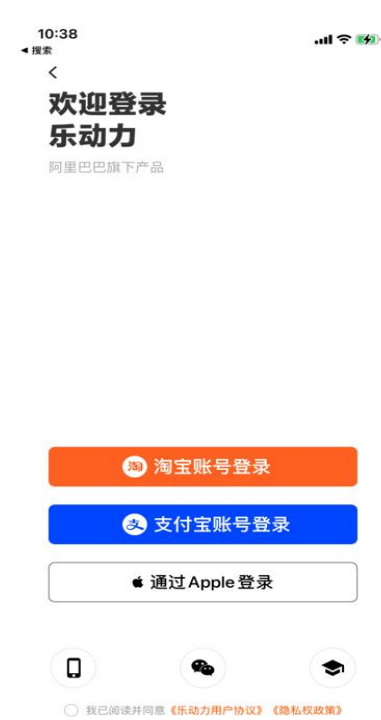 10:38
◀ 搜索
欢迎登录
乐动力
阿里巴巴旗下产品
淘 淘宝账号登录
支 支付宝账号登录
通过Apple登录
我已阅读并同意《乐动力用户协议》《隐私权政策》